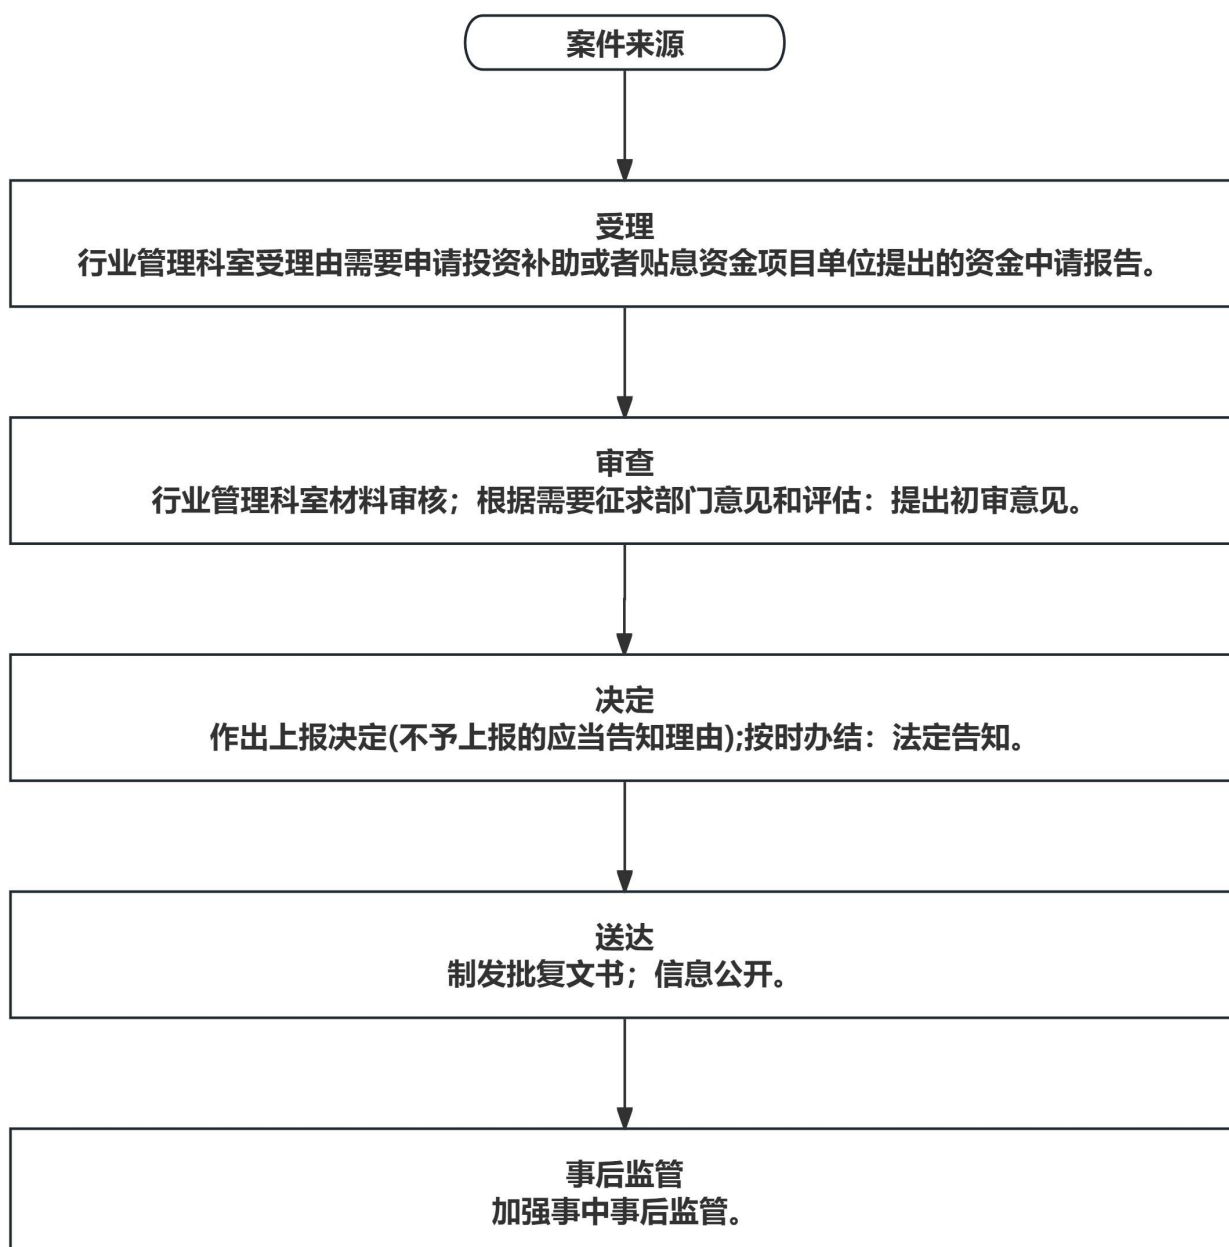 案件来源
受理
行业管理科室受理由需要申请投资补助或者贴息资金项目单位提出的资金中请报告。
审查
行业管理科室材料审核；根据需要征求部门意见和评估：提出初审意见。
决定
作出上报决定(不予上报的应当告知理由);按时办结：法定告知。
送达
制发批复文书；信息公开。
事后监管
加强事中事后监管。